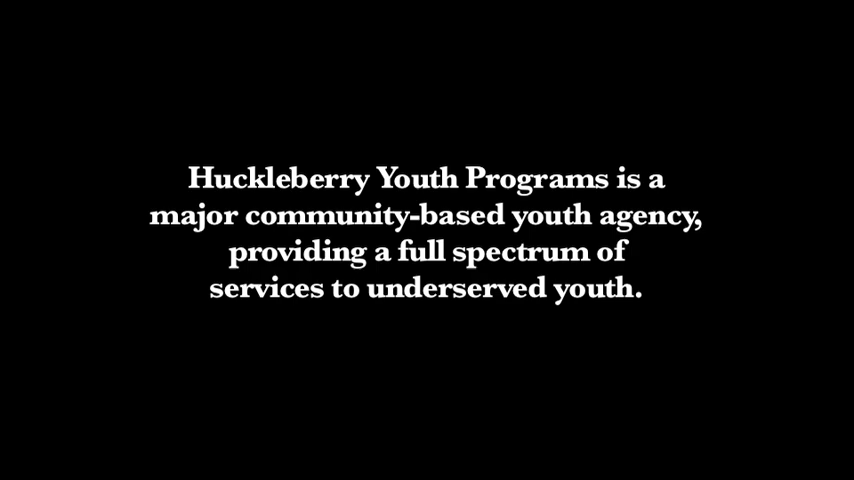 Huckleberry Youth Programs is a
major community-based youth agency,
providing a full spectrum of
services to underserved youth.